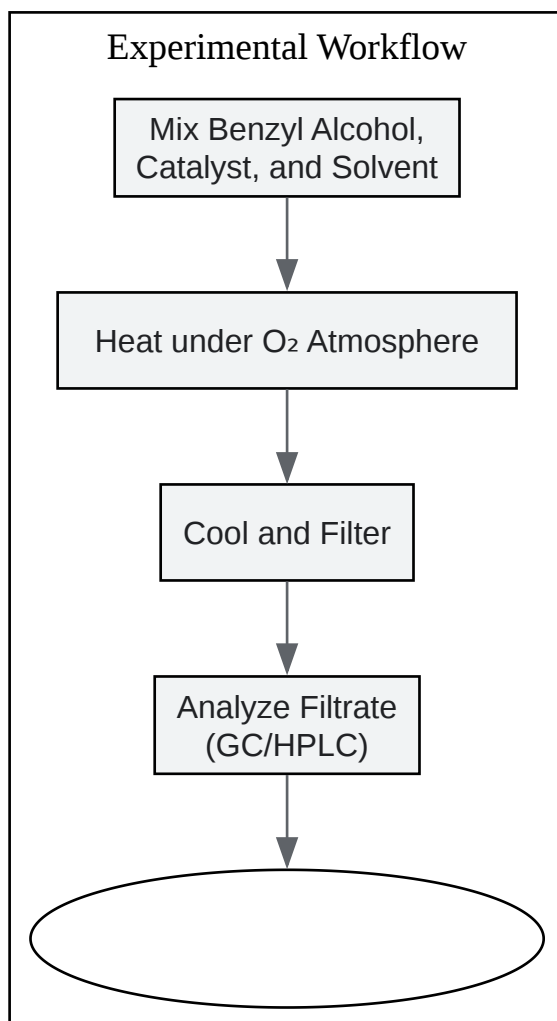 Experimental Workflow
Mix Benzyl Alcohol,
Catalyst, and Solvent
Heat under O₂ Atmosphere
Cool and Filter
Analyze Filtrate
(GC/HPLC)